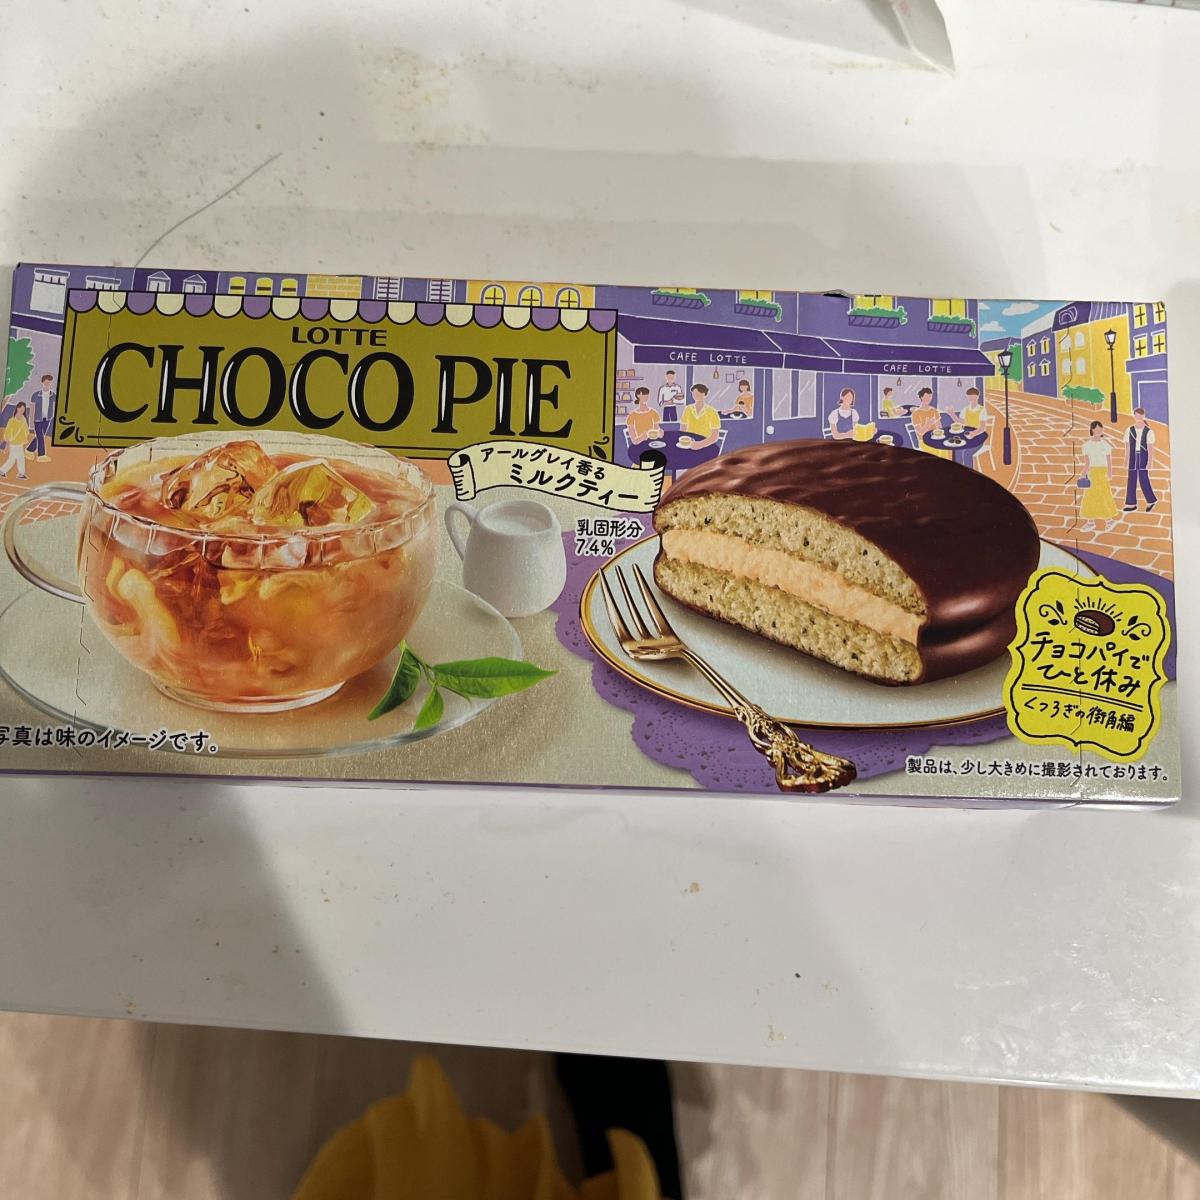 LOTTE
CHOCO PIE
アールグレイ香る
ミルクティー
乳固形分
7.4%
CAFE LOTTE
CAFE LOTTE
チョコパイで
ひと休み
くつろぎの街角編
写真は味のイメージです。
製品は、少し大きめに撮影されております。